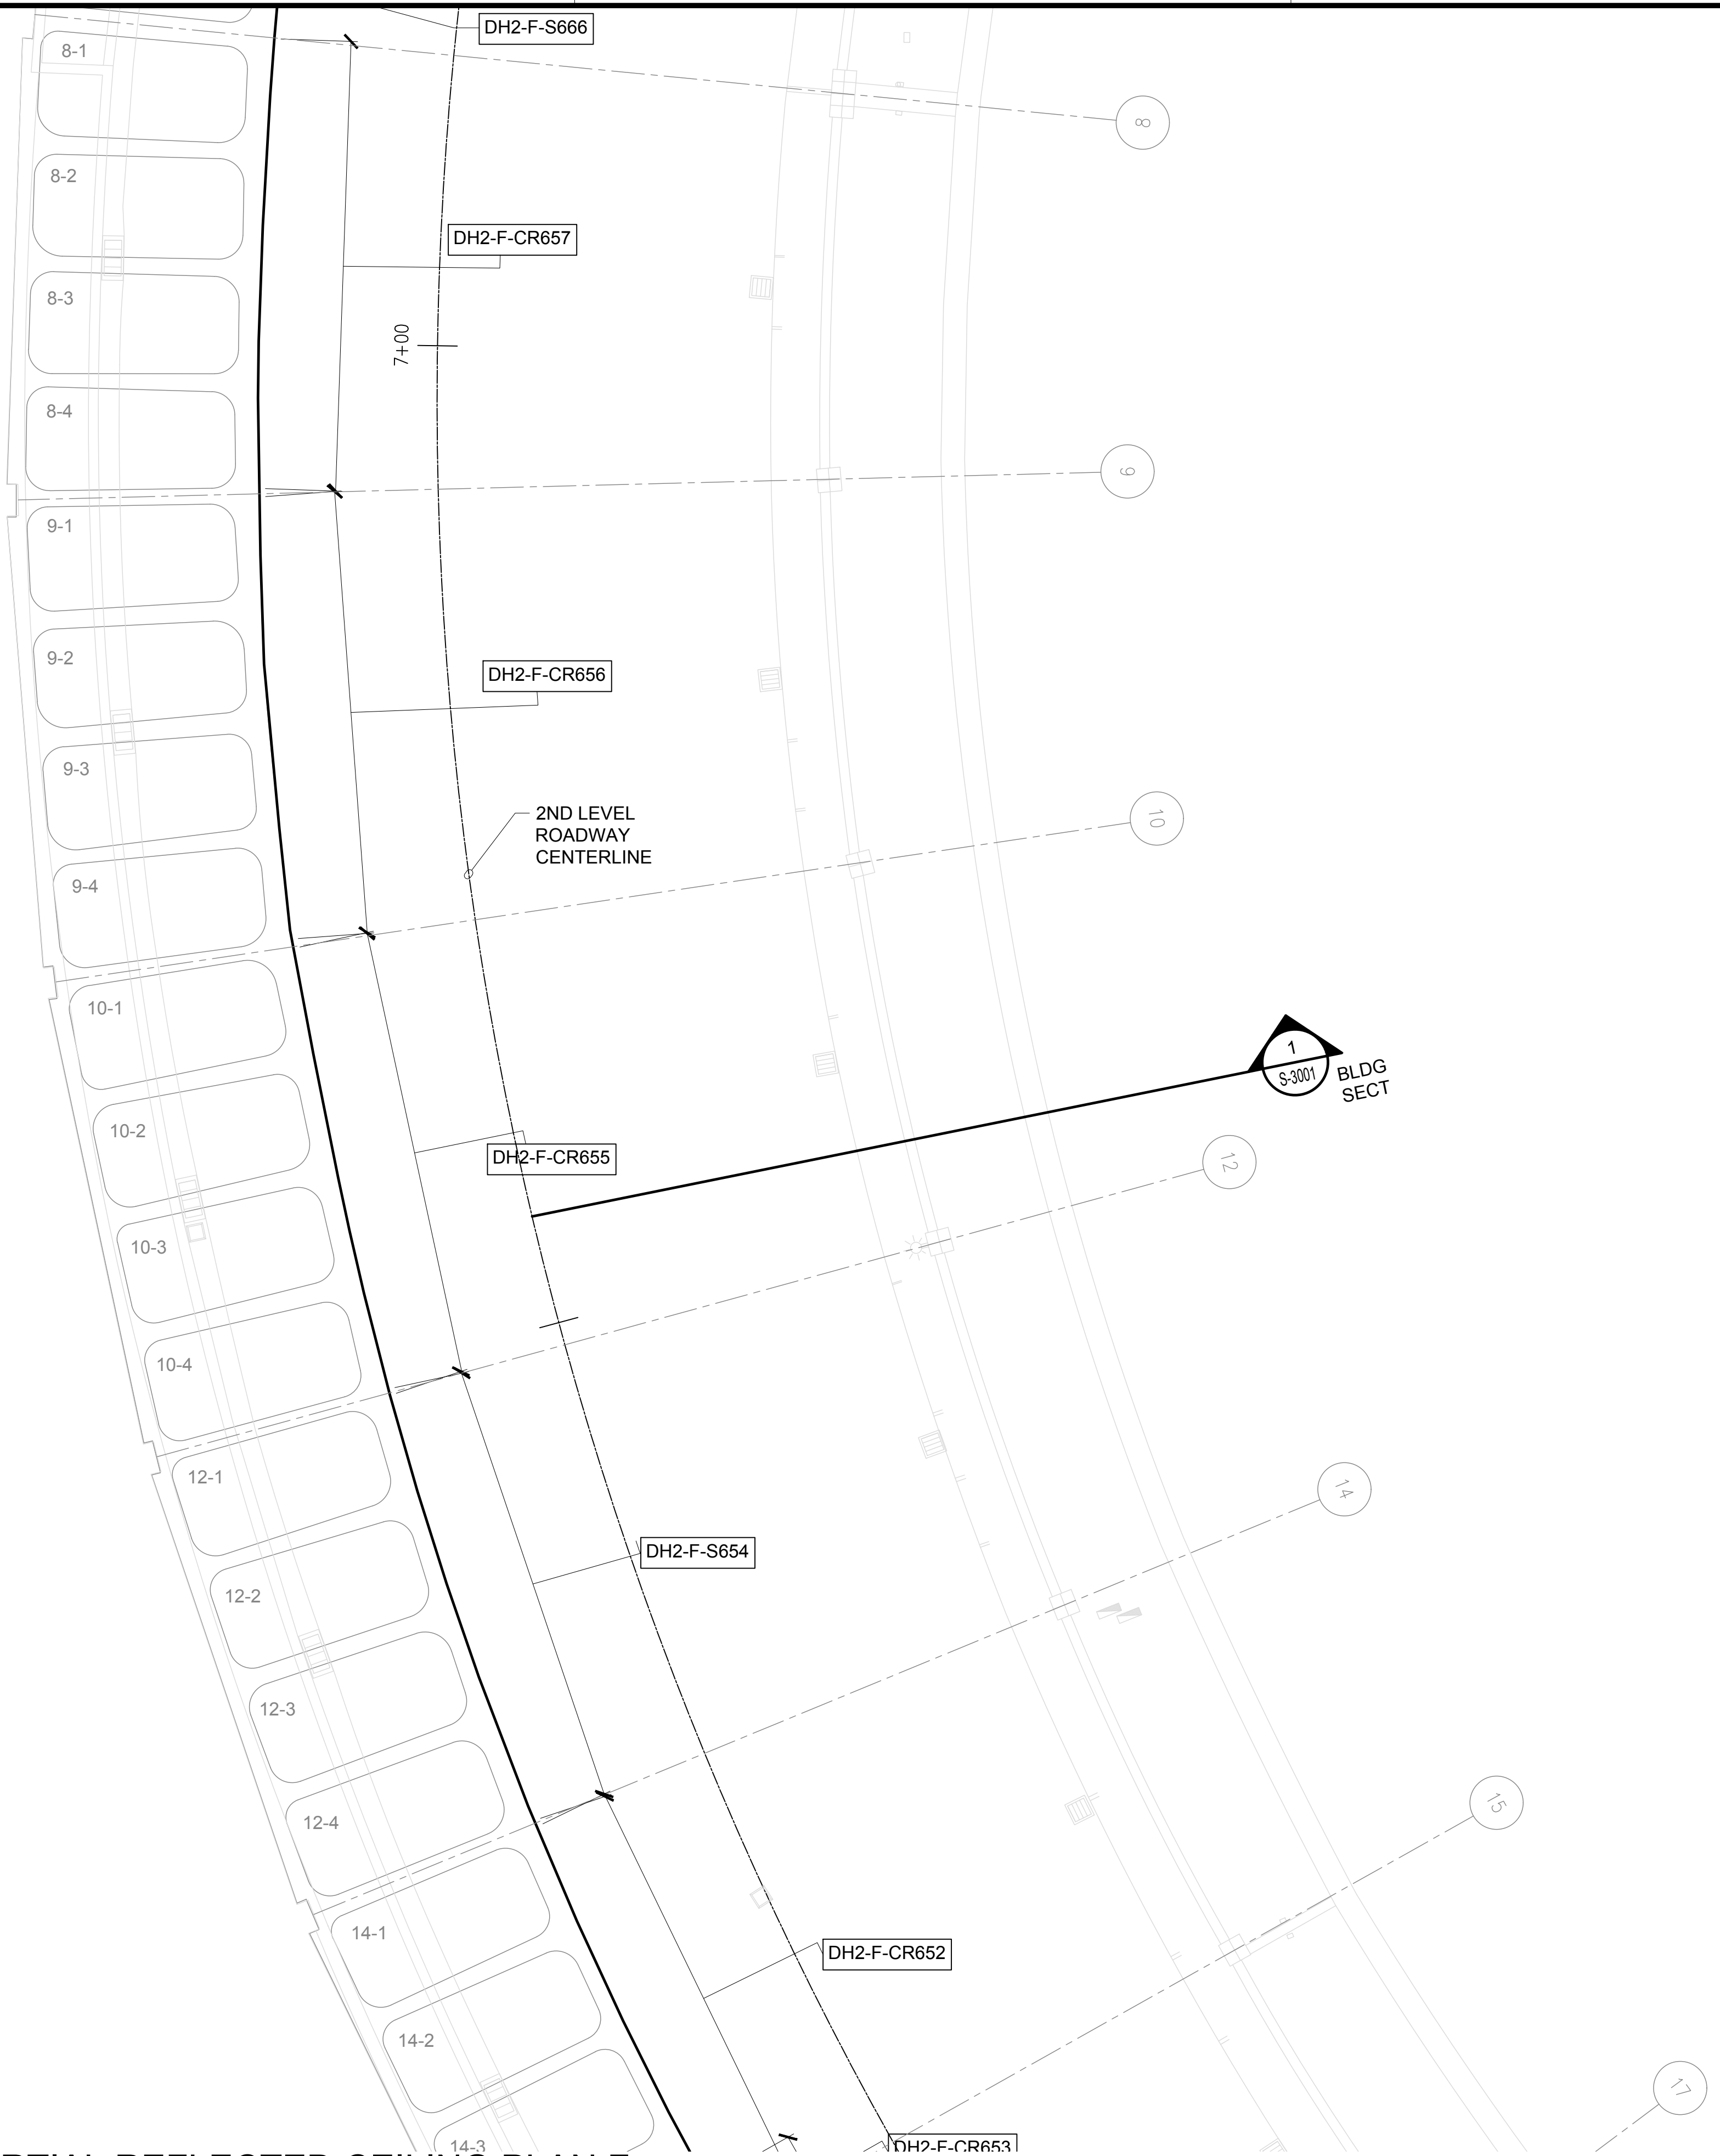 DH2-F-S666
8-1
8
8-2
DH2-F-CR657
8-3
7+00
8-4
9
9-1
9-2
DH2-F-CR656
9-3
2ND LEVEL
ROADWAY
CENTERLINE
10
9-4
10-1
1
S-3001
BLDG
SECT
10-2
DH2-F-CR655
12
10-3
10-4
12-1
14
DH2-F-S654
12-2
12-3
15
12-4
14-1
DH2-F-CR652
14-2
17
14-3
DH2-F-CR653